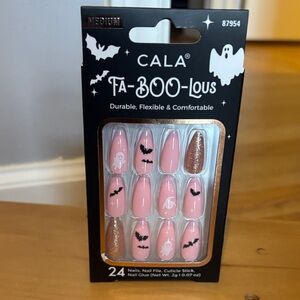 MEDIUM
87954
CALA®
FA-BOO-LOUS
Durable, Flexible & Comfortable
24 Nails, Nail File, Cuticle Stick,
Nail Glue (Net Wt. 2g | 0.07 oz)